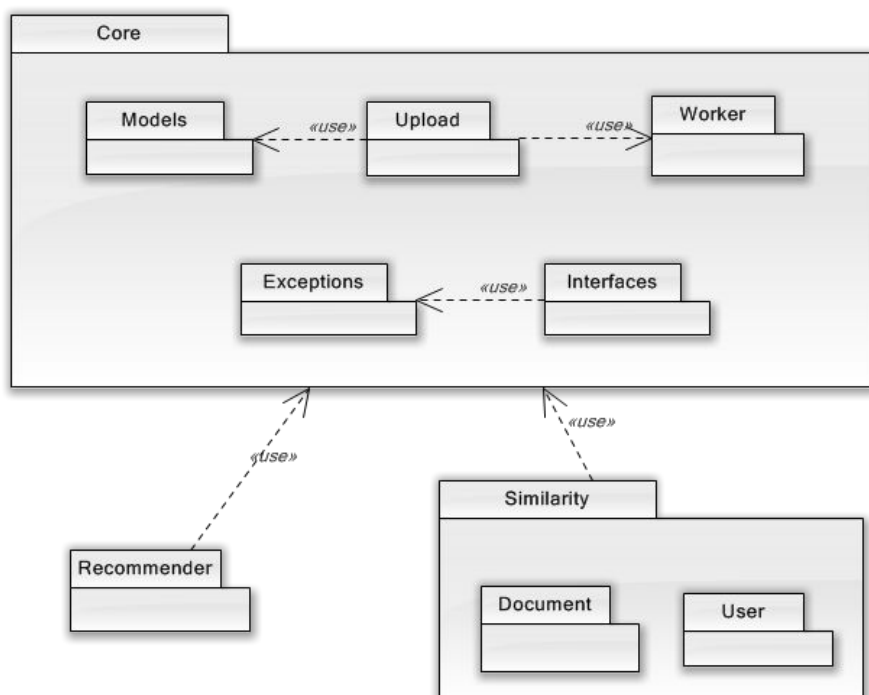 Core
Models
«use»
Upload
«use»
Worker
Exceptions
«use»
Interfaces
«use»
«use»
Similarity
Recommender
Document
User